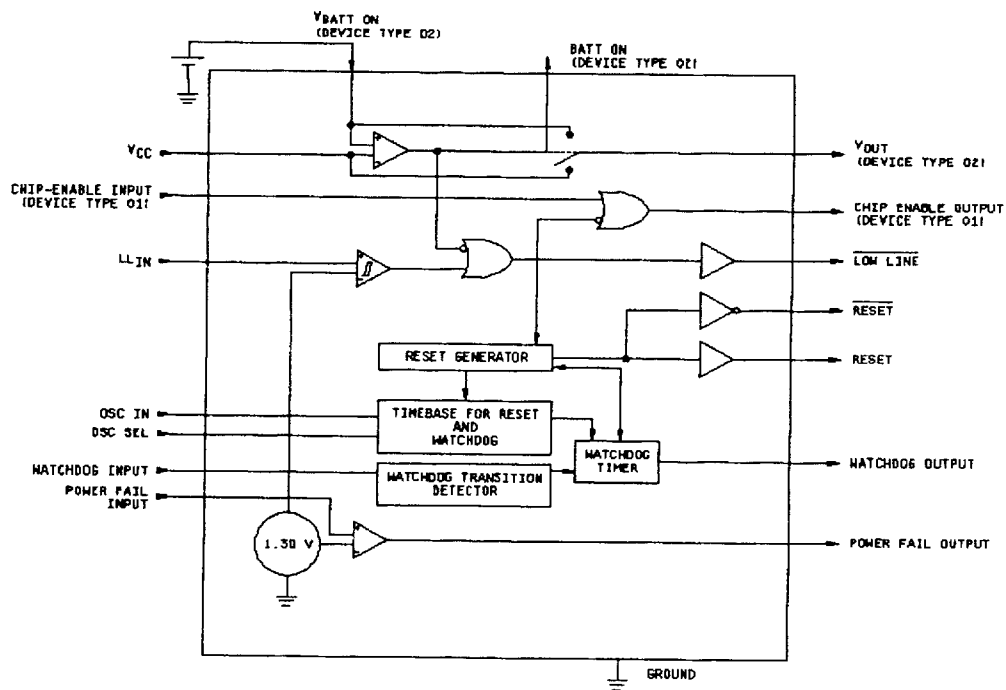 VBATT ON
(DEVICE TYPE 02)
BATT ON
(DEVICE TYPE 02)
VCC
VOUT
(DEVICE TYPE 02)
CHIP-ENABLE INPUT
(DEVICE TYPE 01)
CHIP ENABLE OUTPUT
(DEVICE TYPE 01)
LLIN
LOW LINE
RESET
RESET GENERATOR
RESET
OSC IN
OSC SEL
TIMEBASE FOR RESET
AND
WATCHDOG
WATCHDOG
TIMER
WATCHDOG INPUT
WATCHDOG TRANSITION
DETECTOR
WATCHDOG OUTPUT
POWER FAIL
INPUT
1.30 V
POWER FAIL OUTPUT
GROUND